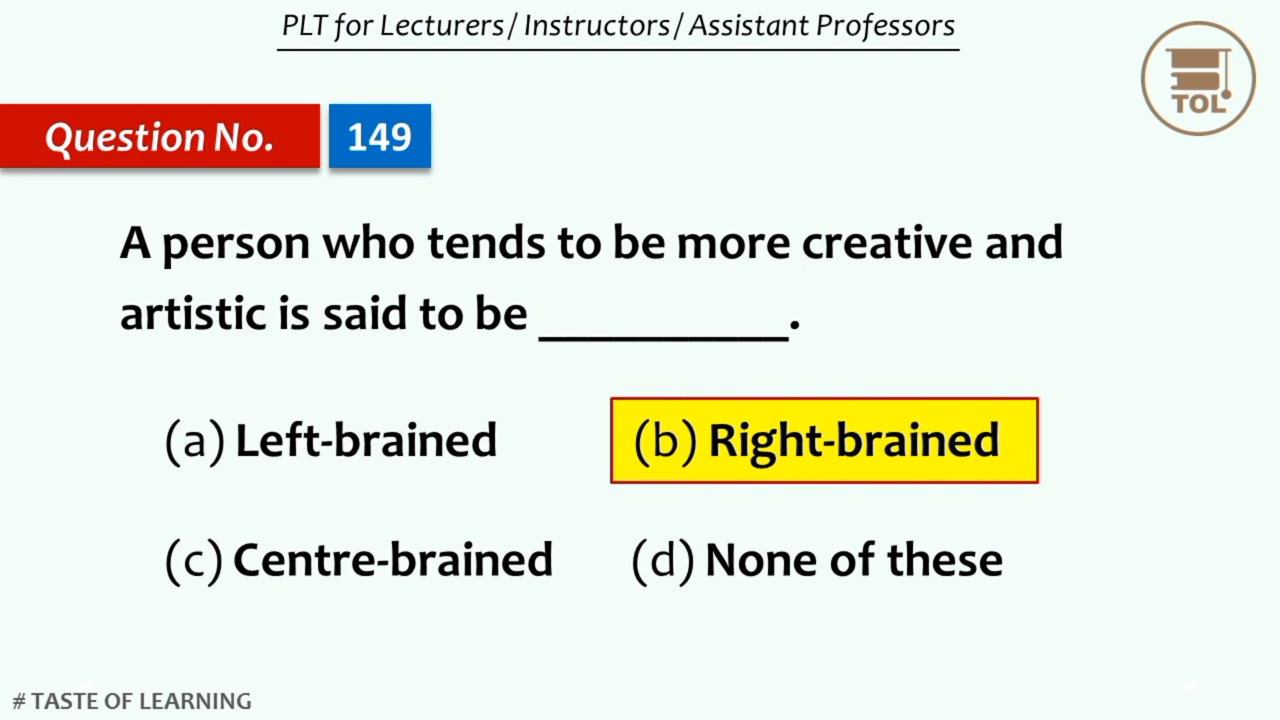 PLT for Lecturers/ Instructors/ Assistant Professors
TOL
Question No. 149
A person who tends to be more creative and
artistic is said to be __________.
(a) Left-brained (b) Right-brained
(c) Centre-brained (d) None of these
# TASTE OF LEARNING